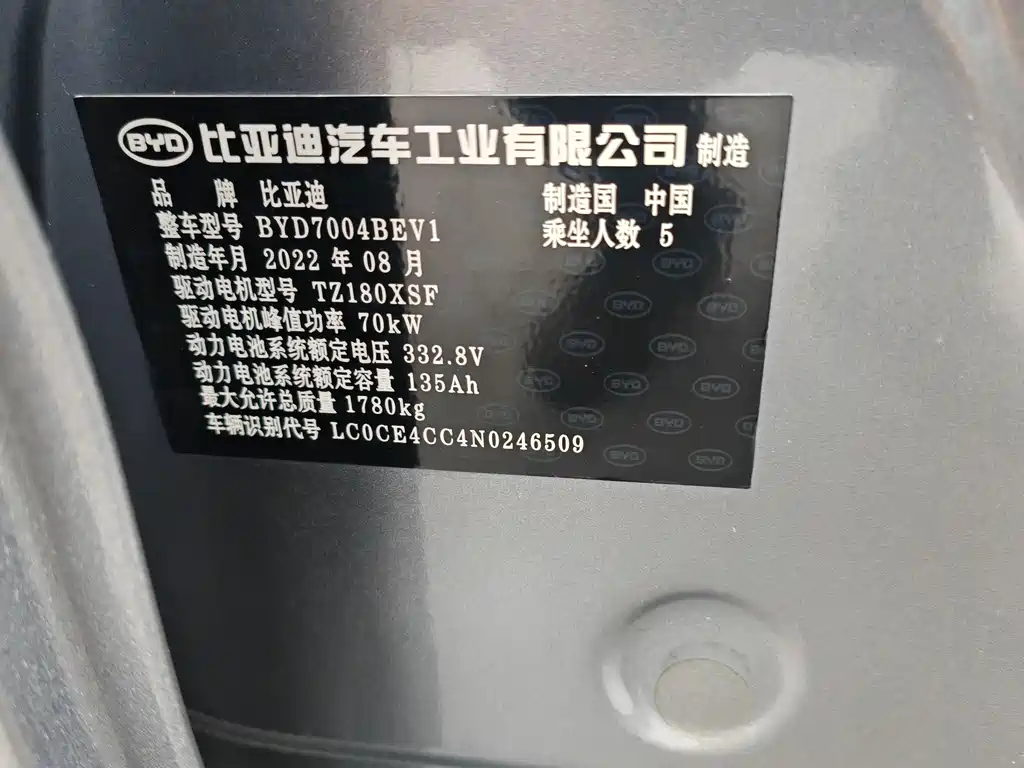 BYD 比亚迪汽车工业有限公司 制造
品 牌 比亚迪 制造国 中国
整车型号 BYD7004BEV1 乘坐人数 5
制造年月 2022 年 08 月
驱动电机型号 TZ180XSF
驱动电机峰值功率 70kW
动力电池系统额定电压 332.8V
动力电池系统额定容量 135Ah
最大允许总质量 1780kg
车辆识别代号 LC0CE4CC4N0246509